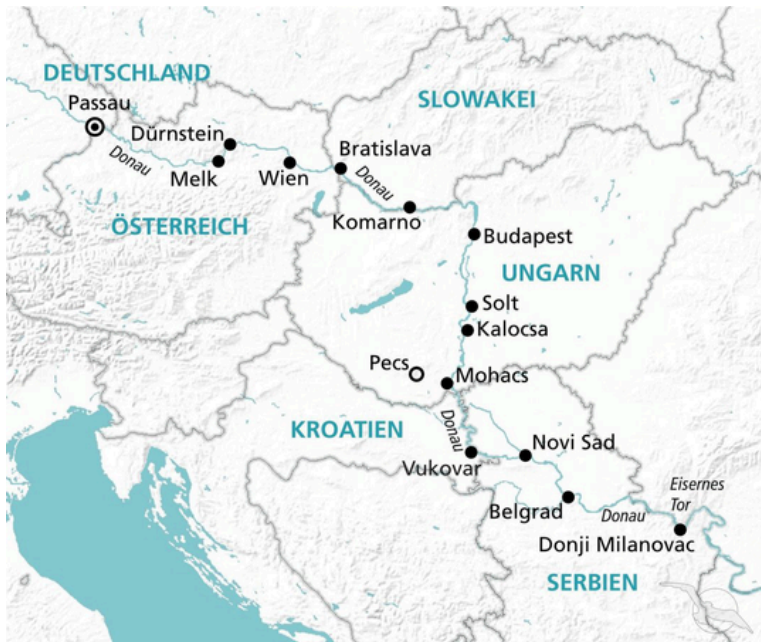 DEUTSCHLAND
Passau
SLOWAKEI
Dürnstein
Bratislava
Donau
Melk
Wien
Donau
Komarno
ÖSTERREICH
Budapest
UNGARN
Solt
Kalocsa
Pecs
Mohacs
KROATIEN
Donau
Novi Sad
Vukovar
Eisernes
Tor
Belgrad
Donau
Donji Milanovac
SERBIEN